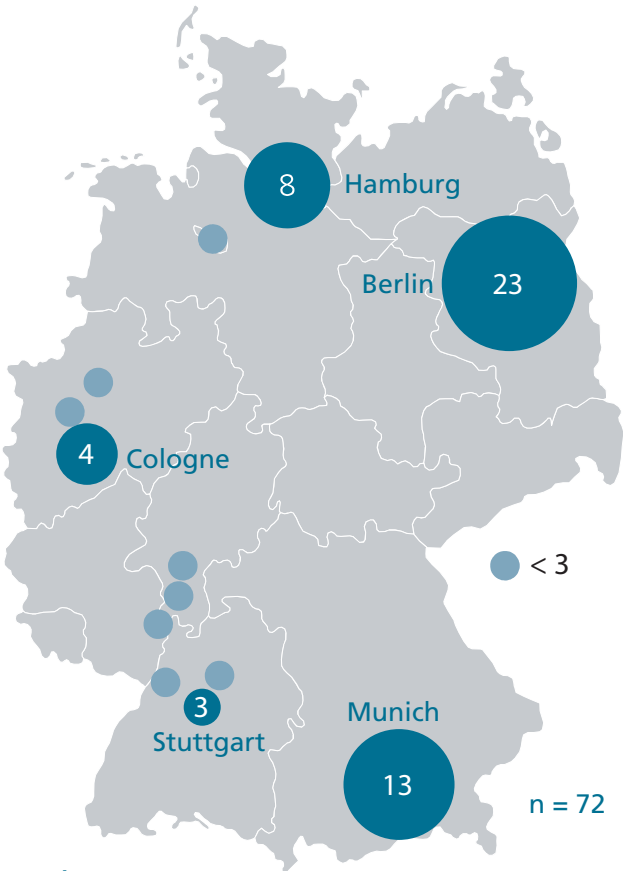 8
Hamburg
Berlin
23
4
Cologne
< 3
3
Stuttgart
Munich
13
n = 72